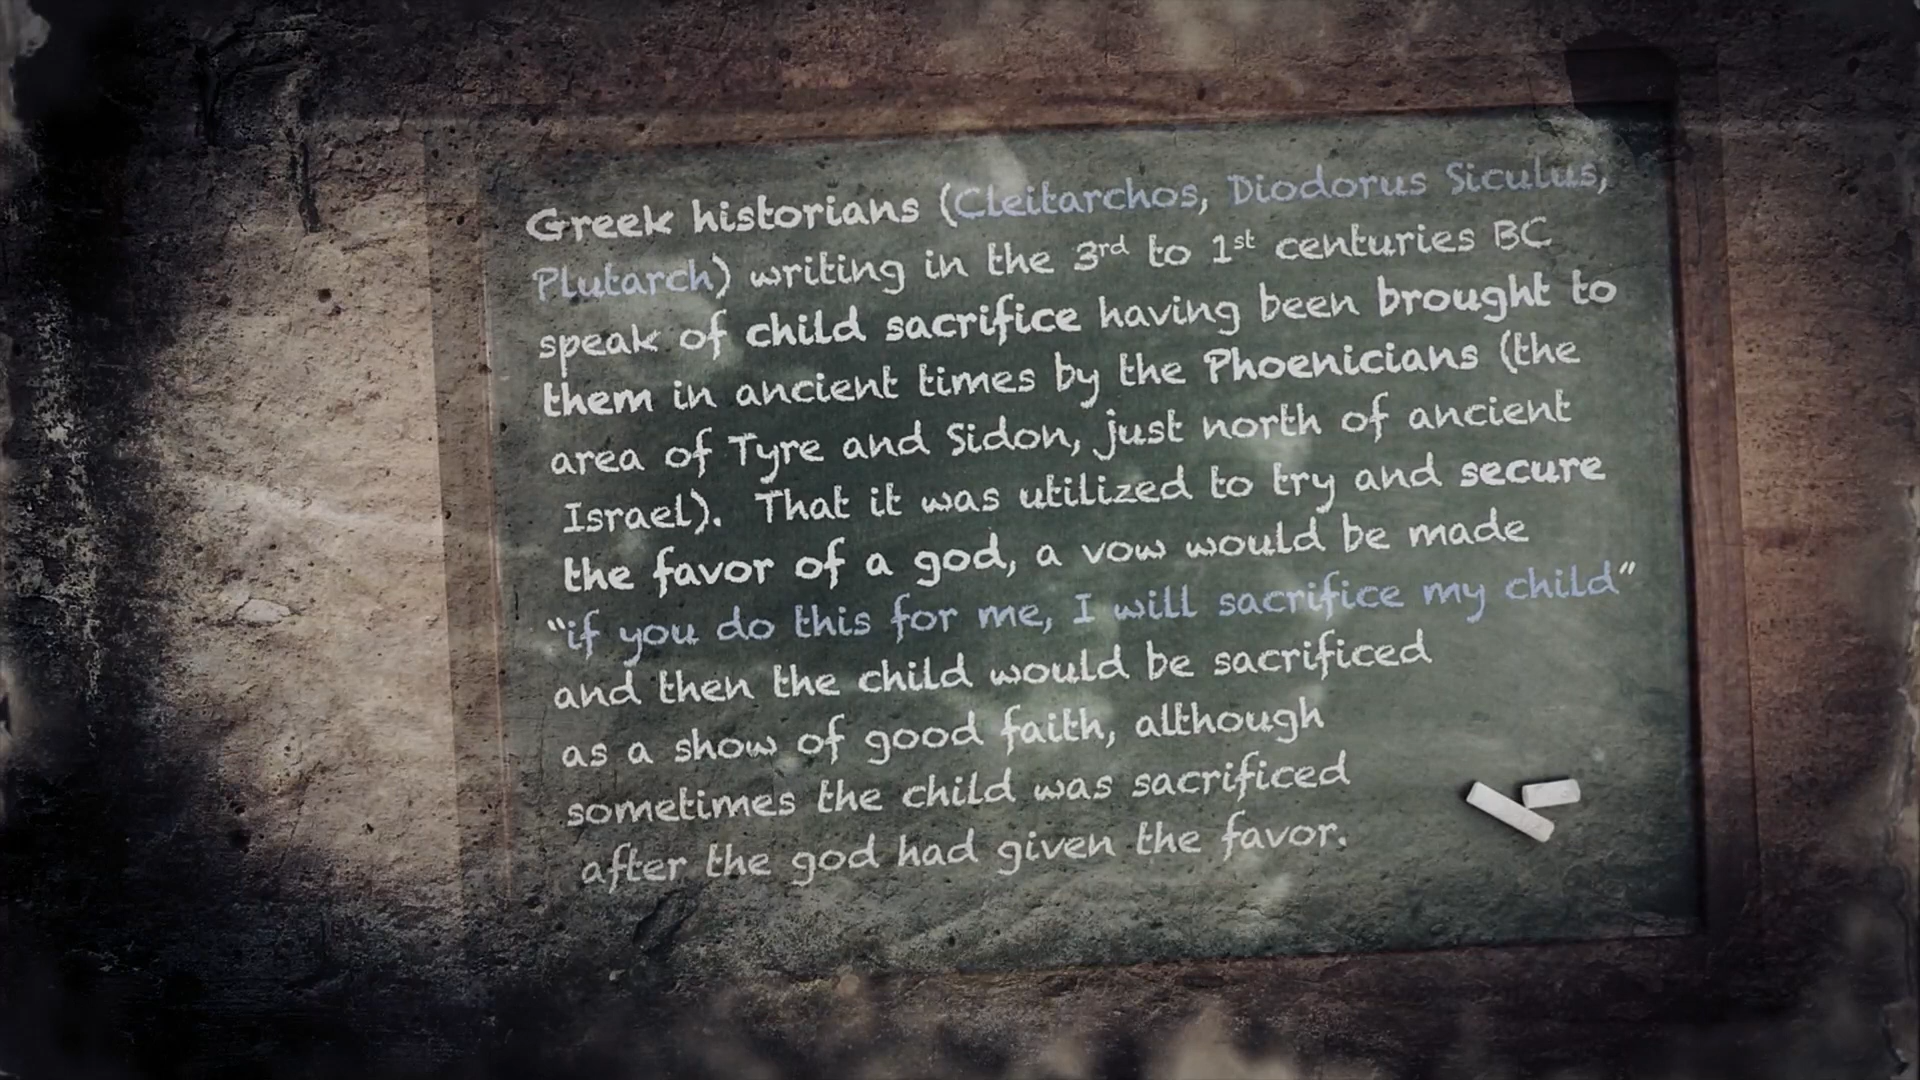 Greek historians (Cleitarchos, Diodorus Siculus,
Plutarch) writing in the 3rd to 1st centuries BC
speak of child sacrifice having been brought to
them in ancient times by the Phoenicians (the
area of Tyre and Sidon, just north of ancient
Israel). That it was utilized to try and secure
the favor of a god, a vow would be made
“if you do this for me, I will sacrifice my child”
and then the child would be sacrificed
as a show of good faith, although
sometimes the child was sacrificed
after the god had given the favor.